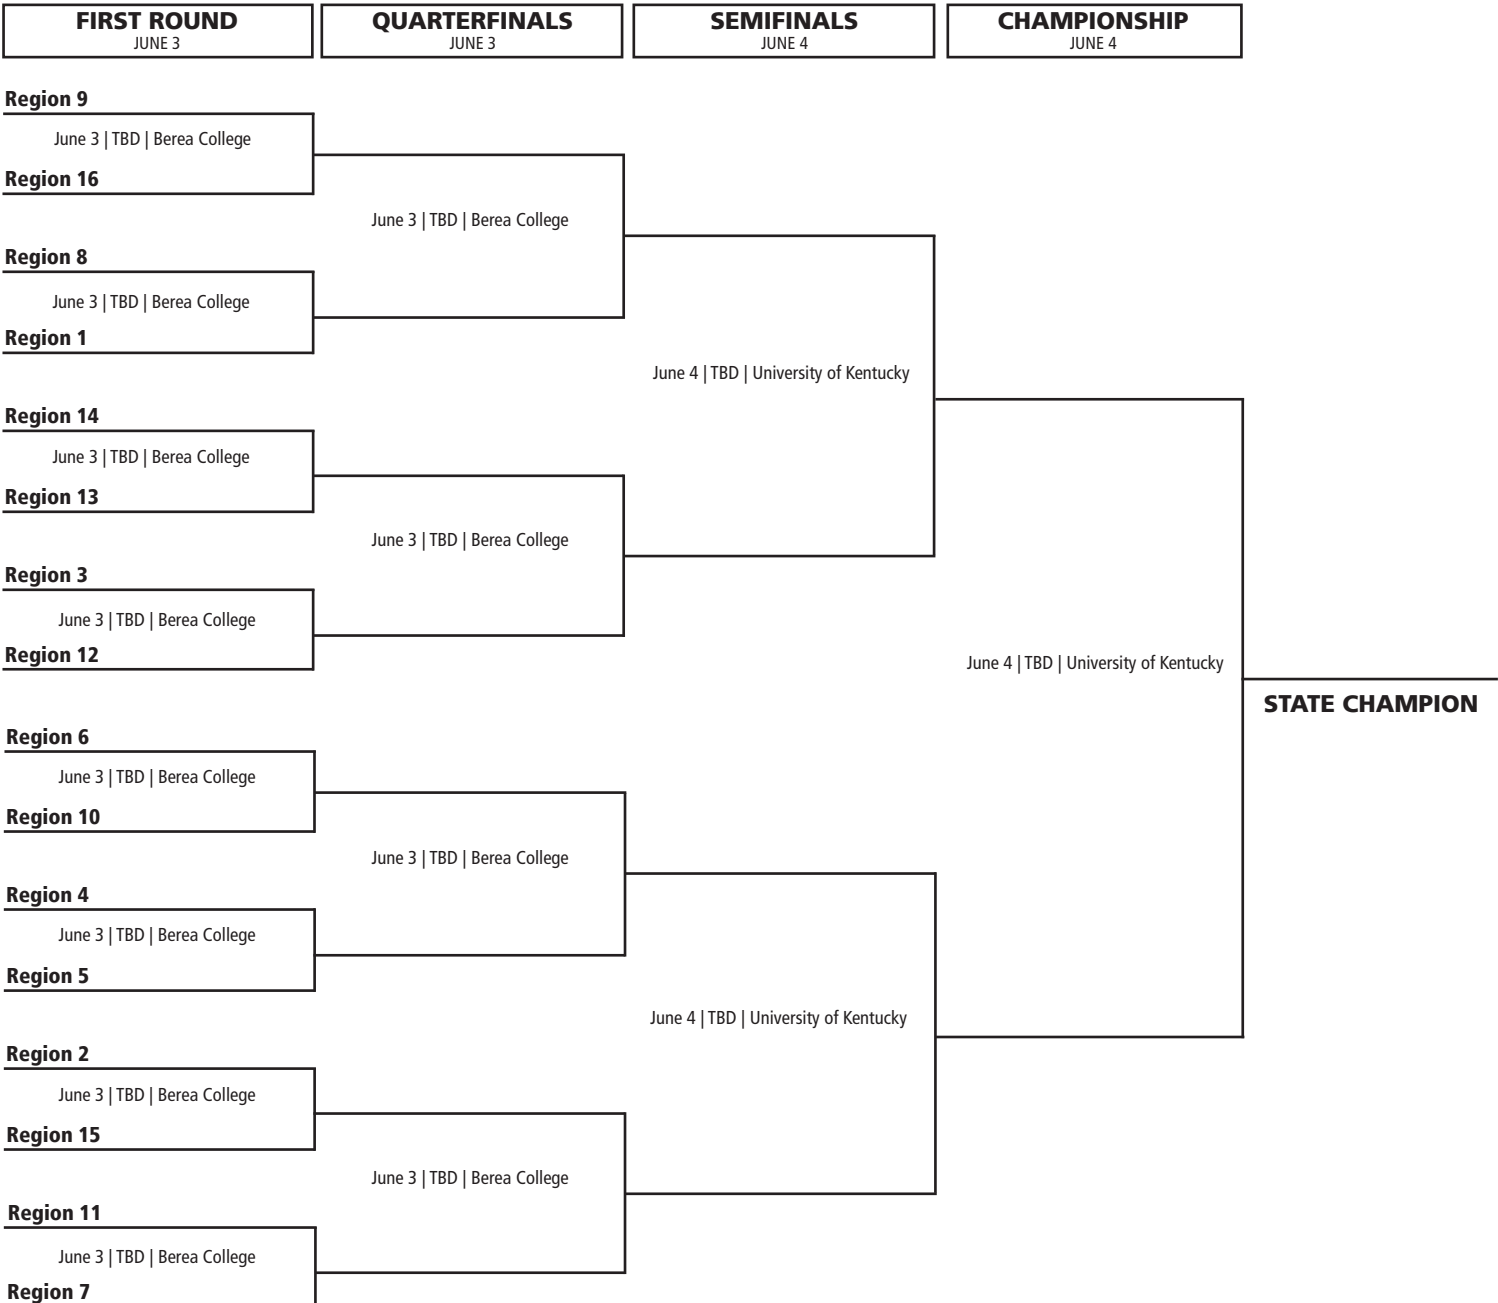 FIRST ROUND
JUNE 3
QUARTERFINALS
JUNE 3
SEMIFINALS
JUNE 4
CHAMPIONSHIP
JUNE 4
Region 9
June 3 | TBD | Berea College
Region 16
June 3 | TBD | Berea College
Region 8
June 3 | TBD | Berea College
Region 1
June 4 | TBD | University of Kentucky
Region 14
June 3 | TBD | Berea College
Region 13
June 3 | TBD | Berea College
Region 3
June 3 | TBD | Berea College
Region 12
June 4 | TBD | University of Kentucky
STATE CHAMPION
Region 6
June 3 | TBD | Berea College
Region 10
June 3 | TBD | Berea College
Region 4
June 3 | TBD | Berea College
Region 5
June 4 | TBD | University of Kentucky
Region 2
June 3 | TBD | Berea College
Region 15
June 3 | TBD | Berea College
Region 11
June 3 | TBD | Berea College
Region 7